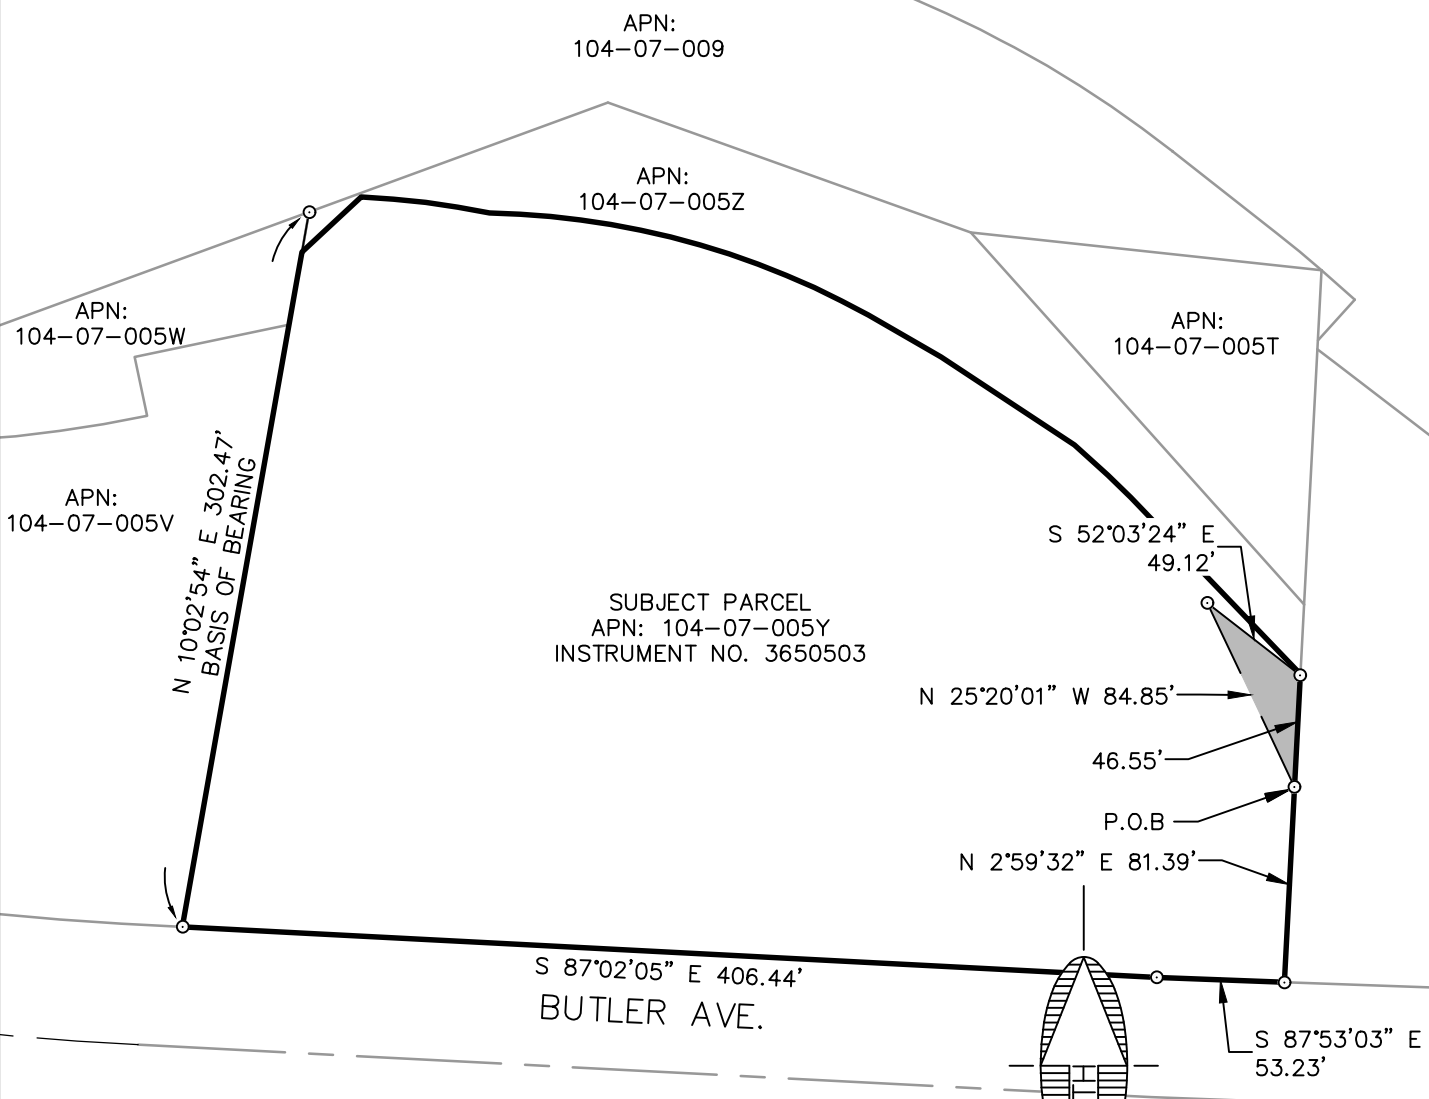 APN:
104-07-009
APN:
104-07-005Z
APN:
104-07-005W
APN:
104-07-005T
APN:
104-07-005V
N 10°02'54" E 302.47'
BASIS OF BEARING
S 52°03'24" E
49.12'
SUBJECT PARCEL
APN: 104-07-005Y
INSTRUMENT NO. 3650503
N 25°20'01" W 84.85'
46.55'
P.O.B
N 2°59'32" E 81.39'
S 87°02'05" E 406.44'
BUTLER AVE.
S 87°53'03" E
53.23'